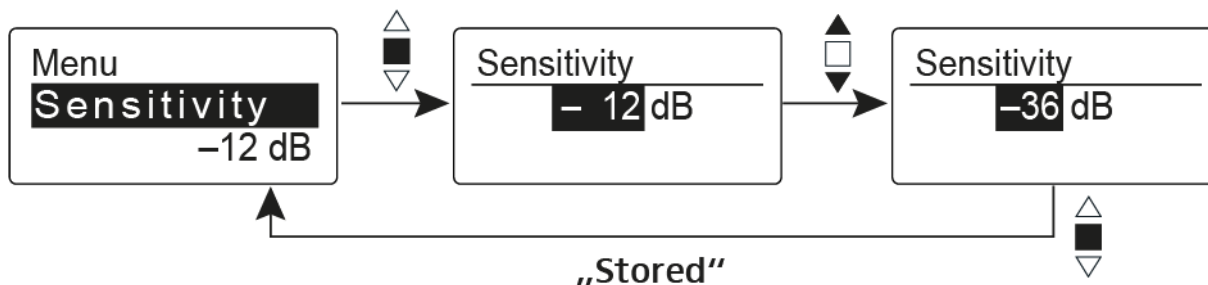 Menu
Sensitivity
–12 dB
Sensitivity
– 12 dB
Sensitivity
–36 dB
„Stored“